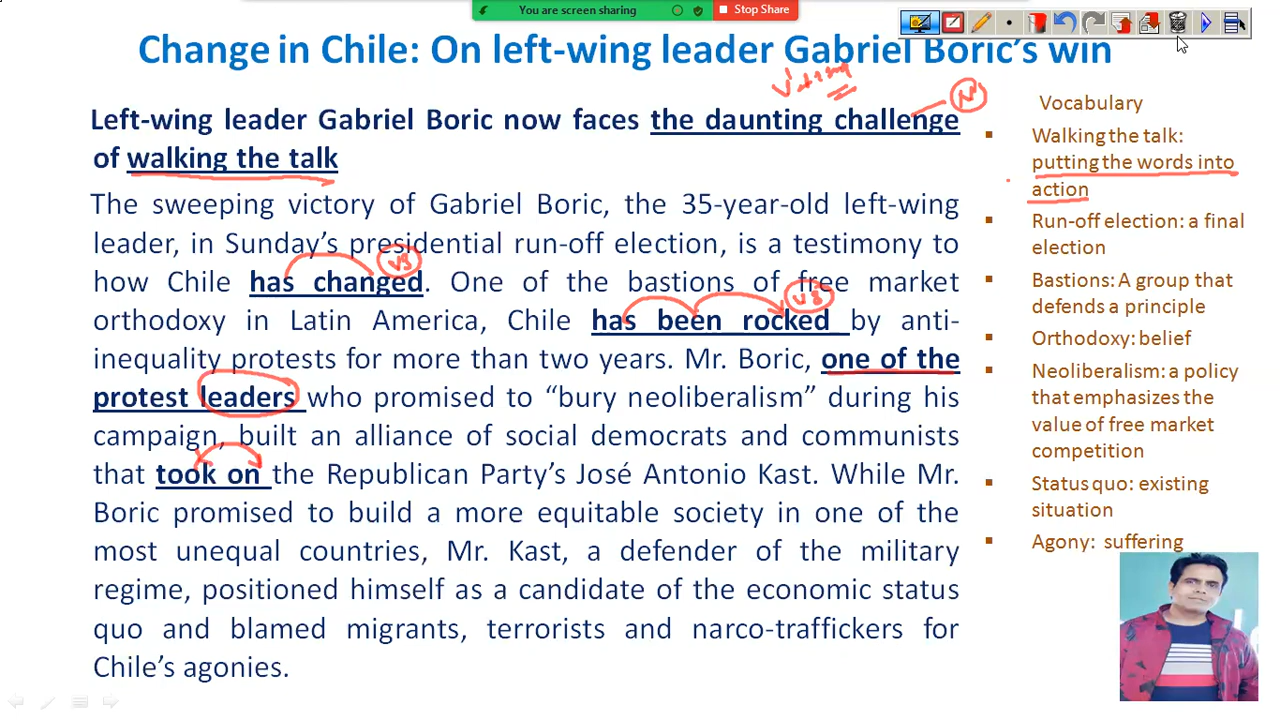 You are screen sharing
Stop Share
Change in Chile: On left-wing leader Gabriel Boric's win
Left-wing leader Gabriel Boric now faces the daunting challenge
of walking the talk
The sweeping victory of Gabriel Boric, the 35-year-old left-wing
leader, in Sunday's presidential run-off election, is a testimony to
how Chile has changed. One of the bastions of free market
orthodoxy in Latin America, Chile has been rocked by anti-
inequality protests for more than two years. Mr. Boric, one of the
protest leaders who promised to “bury neoliberalism” during his
campaign, built an alliance of social democrats and communists
that took on the Republican Party's José Antonio Kast. While Mr.
Boric promised to build a more equitable society in one of the
most unequal countries, Mr. Kast, a defender of the military
regime, positioned himself as a candidate of the economic status
quo and blamed migrants, terrorists and narco-traffickers for
Chile's agonies.
V3
V3
N
Vocabulary
Walking the talk:
putting the words into
action
Run-off election: a final
election
Bastions: A group that
defends a principle
Orthodoxy: belief
Neoliberalism: a policy
that emphasizes the
value of free market
competition
Status quo: existing
situation
Agony: suffering